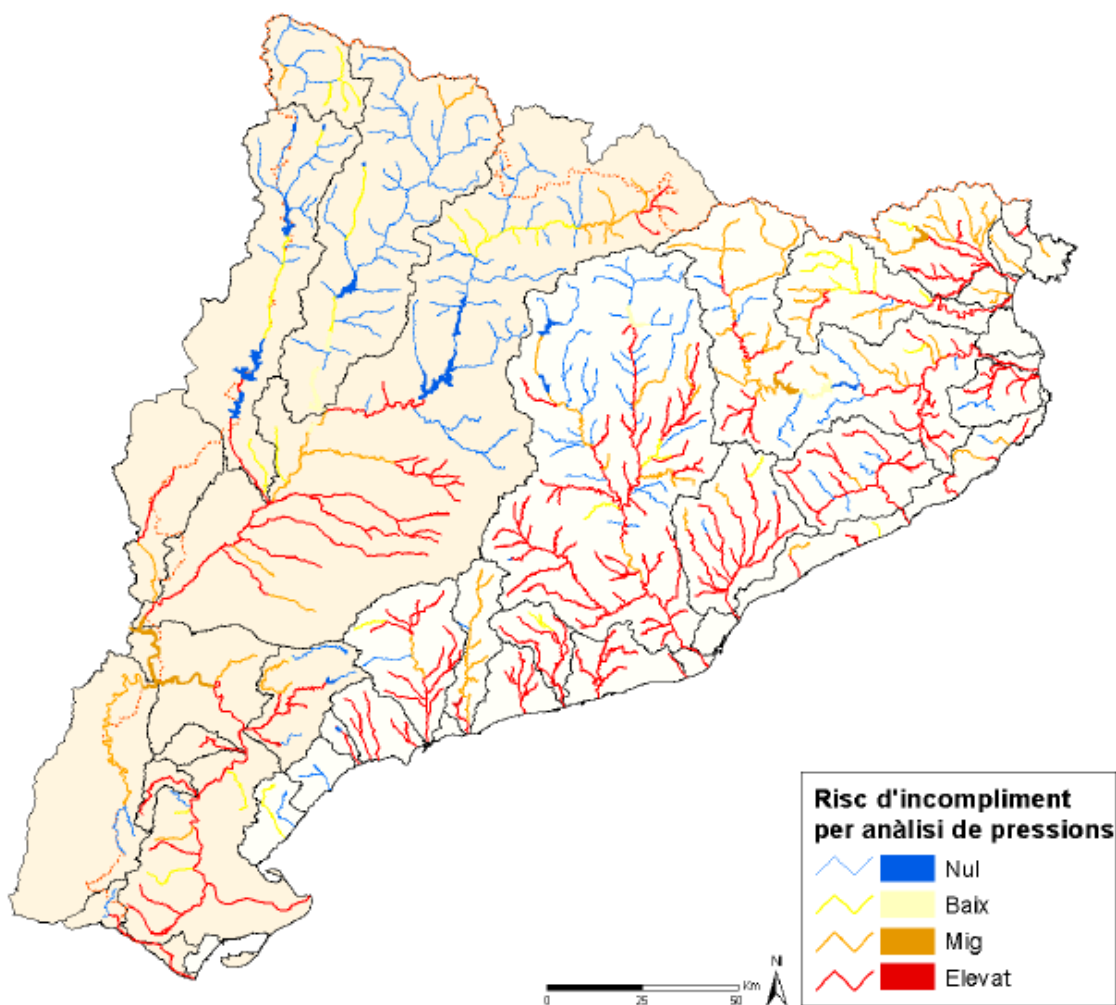 Risc d'incompliment
per anàlisi de pressions
Nul
Baix
Mig
Elevat
N
Km
0 25 50